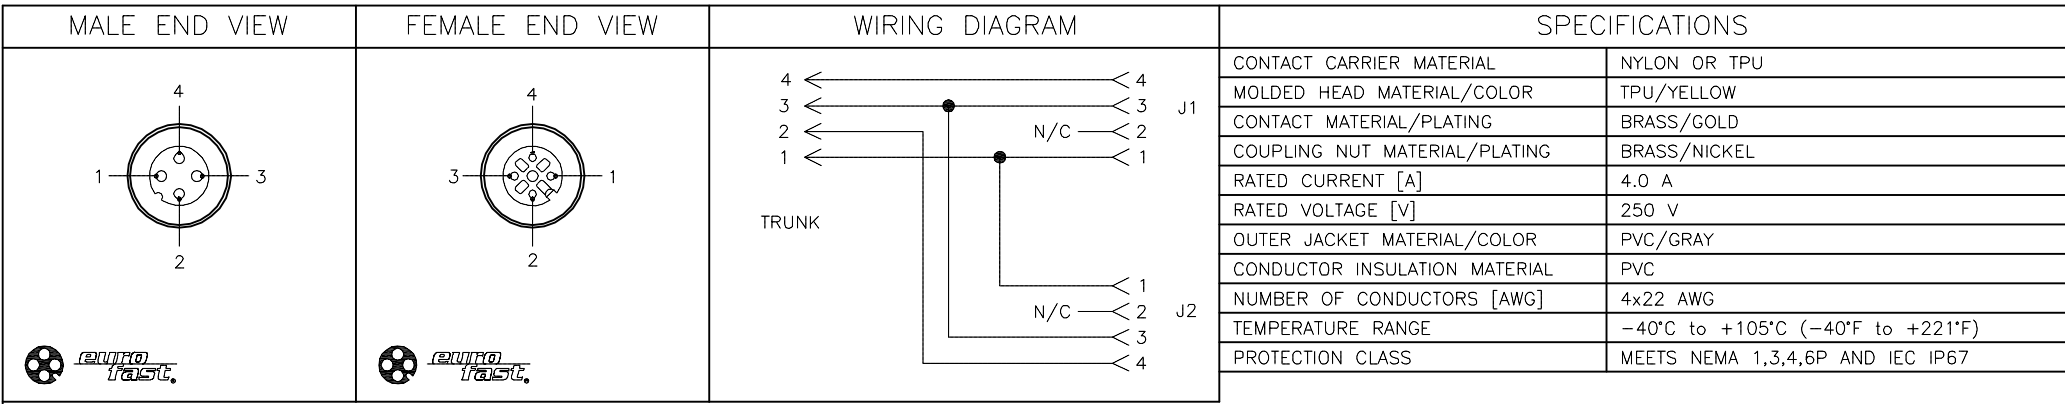 MALE END VIEW
FEMALE END VIEW
WIRING DIAGRAM
SPECIFICATIONS
4
1
3
2
euro
fast.
4
3
1
2
euro
fast.
4
4
3
3
J1
2
N/C
2
1
1
TRUNK
1
N/C
2
J2
3
4
CONTACT CARRIER MATERIAL NYLON OR TPU
MOLDED HEAD MATERIAL/COLOR TPU/YELLOW
CONTACT MATERIAL/PLATING BRASS/GOLD
COUPLING NUT MATERIAL/PLATING BRASS/NICKEL
RATED CURRENT [A] 4.0 A
RATED VOLTAGE [V] 250 V
OUTER JACKET MATERIAL/COLOR PVC/GRAY
CONDUCTOR INSULATION MATERIAL PVC
NUMBER OF CONDUCTORS [AWG] 4x22 AWG
TEMPERATURE RANGE -40°C to +105°C (-40°F to +221°F)
PROTECTION CLASS MEETS NEMA 1,3,4,6P AND IEC IP67